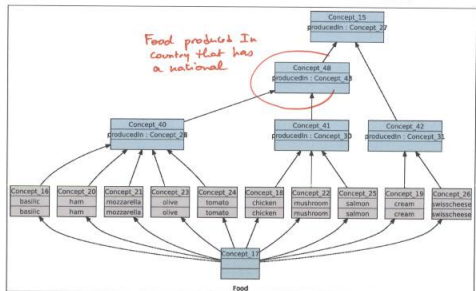 Concept_15
producedIn : Concept_27
Food produced In
country that has
a national
Concept_48
producedIn : Concept_43
Concept_40
producedIn : Concept_28
Concept_41
producedIn : Concept_30
Concept_42
producedIn : Concept_31
Concept_16
basilic
basilic
Concept_20
ham
ham
Concept_21
mozzarella
mozzarella
Concept_23
olive
olive
Concept_24
tomato
tomato
Concept_18
chicken
chicken
Concept_22
mushroom
mushroom
Concept_25
salmon
salmon
Concept_19
cream
cream
Concept_26
swisscheese
swisscheese
Concept_17
Food